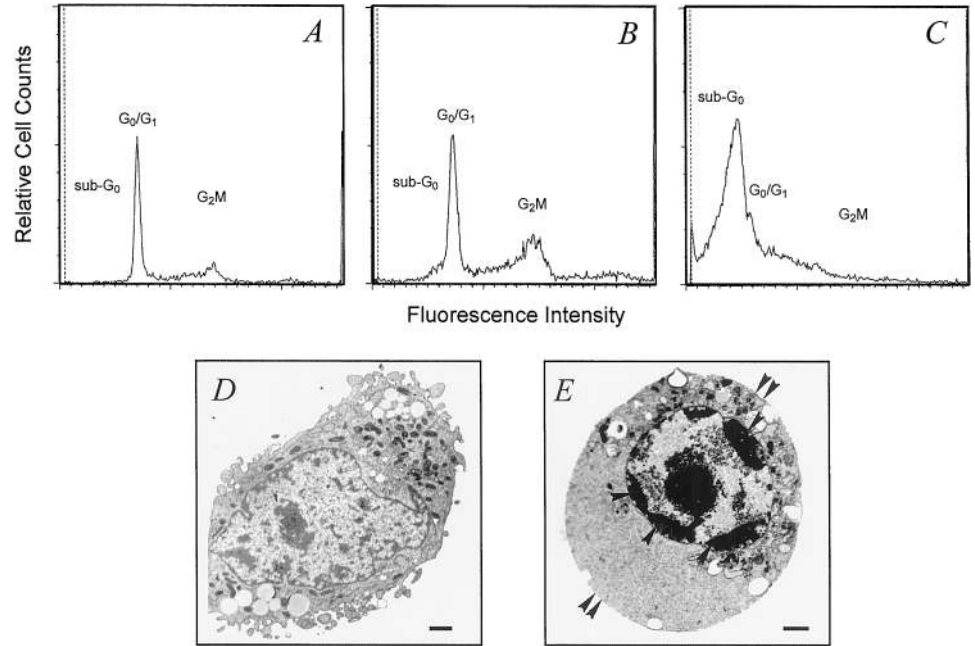 Relative Cell Counts
A
G₀/G₁
sub-G₀
G₂M
B
G₀/G₁
sub-G₀
G₂M
C
sub-G₀
G₀/G₁
G₂M
Fluorescence Intensity
D
E